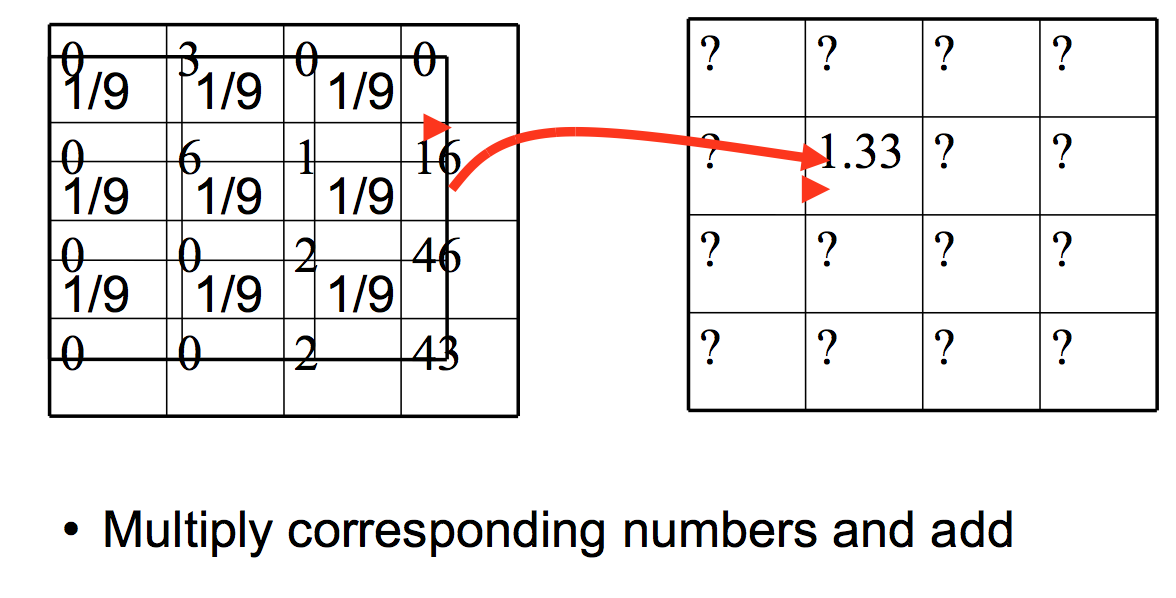 0 3 0 0
1/9 1/9 1/9
0 6 1 16
1/9 1/9 1/9
0 0 2 46
1/9 1/9 1/9
0 0 2 43
? ? ? ?
? 1.33 ? ?
? ? ? ?
? ? ? ?
• Multiply corresponding numbers and add